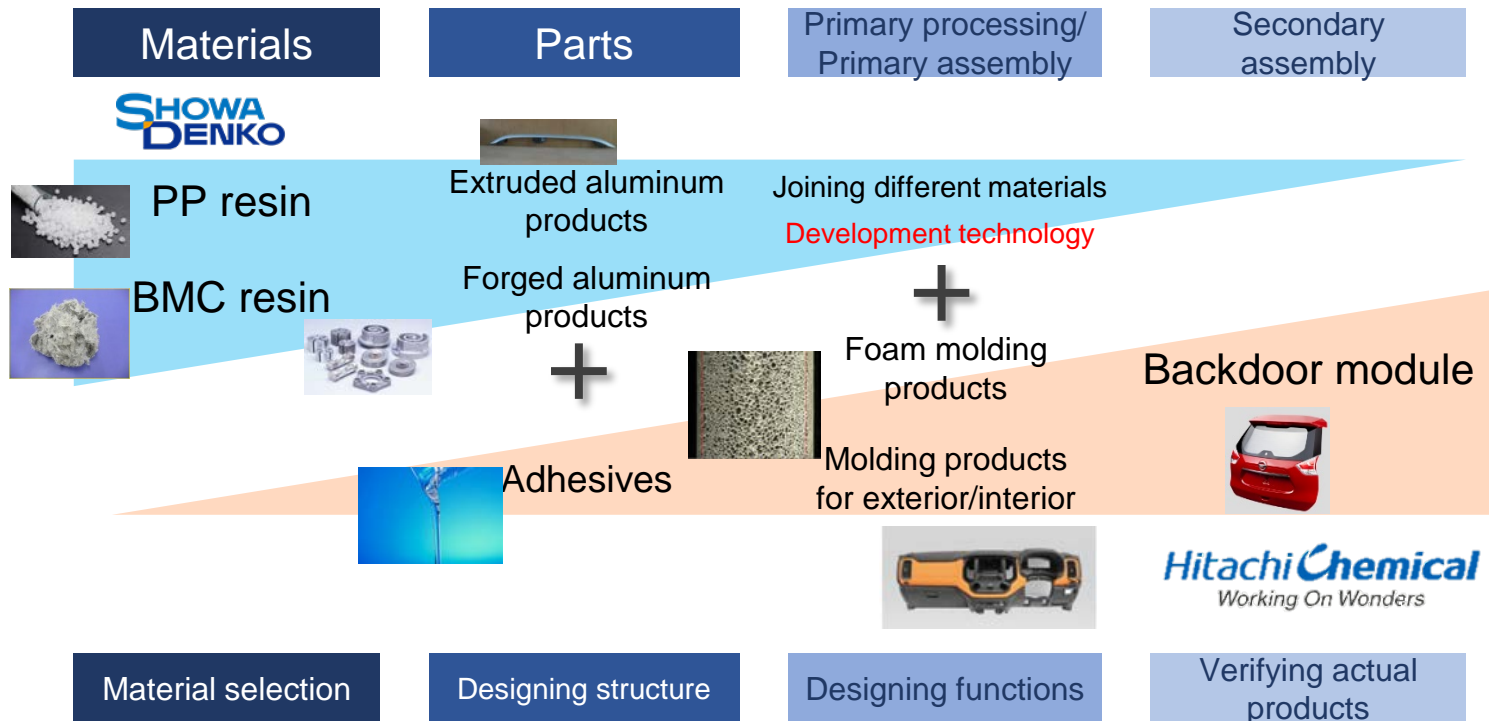 Materials
Parts
Primary processing/
Primary assembly
Secondary
assembly
SHOWA
DENKO
PP resin
Extruded aluminum
products
Joining different materials
Development technology
BMC resin
Forged aluminum
products
+
+
Foam molding
products
Backdoor module
Adhesives
Molding products
for exterior/interior
Hitachi Chemical
Working On Wonders
Material selection
Designing structure
Designing functions
Verifying actual
products